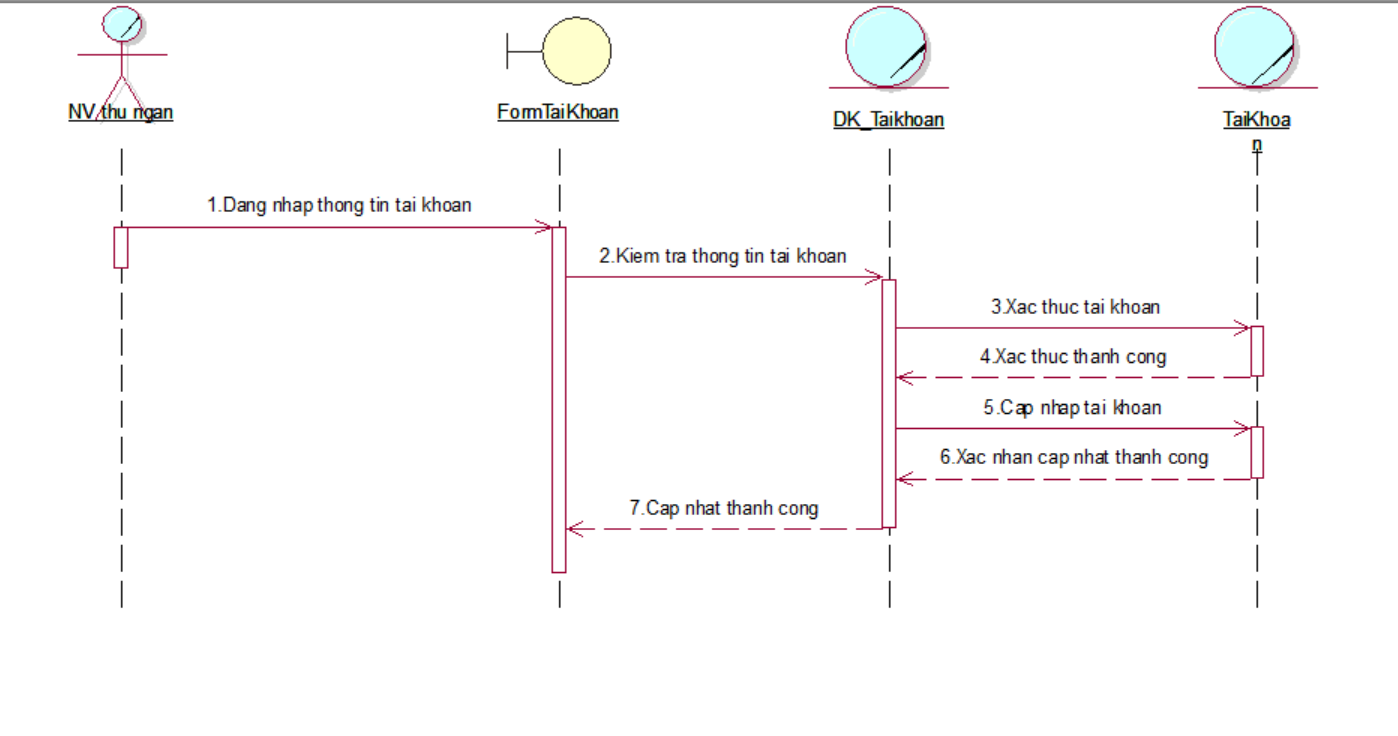 NV thu ngan
FormTaiKhoan
DK_Taikhoan
TaiKhoa
n
1.Dang nhap thong tin tai khoan
2.Kiem tra thong tin tai khoan
3.Xac thuc tai khoan
4.Xac thuc thanh cong
5.Cap nhap tai khoan
6.Xac nhan cap nhat thanh cong
7.Cap nhat thanh cong